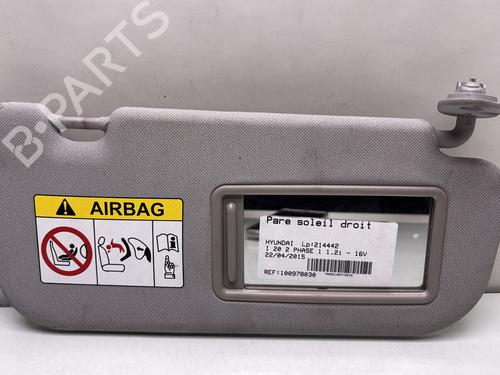 B-PARTS
AIRBAG
Pare soleil droit
HYUNDAI Lp:214442
I 20 2 PHASE 1 1.2i - 16V
22/04/2015
REF:100978030